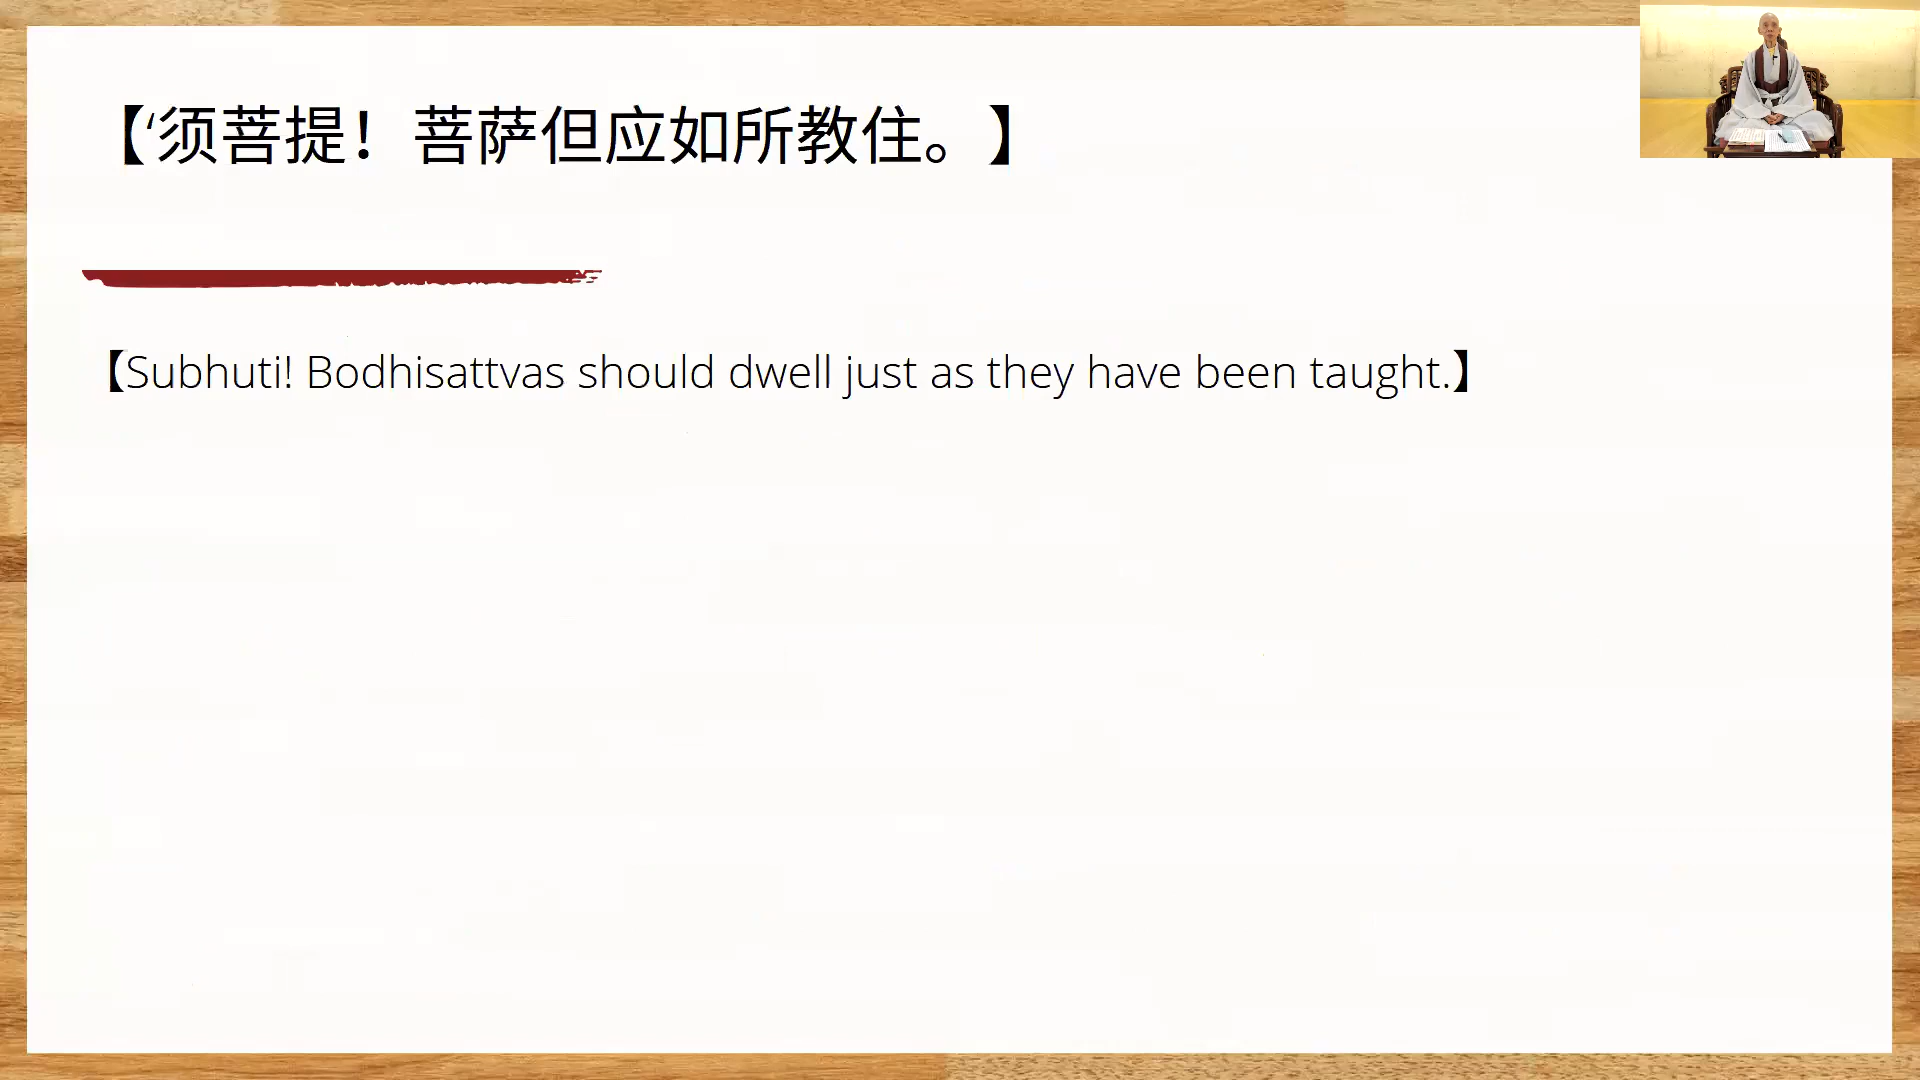 【‘须菩提！菩萨但应如所教住。】
【Subhuti! Bodhisattvas should dwell just as they have been taught.】